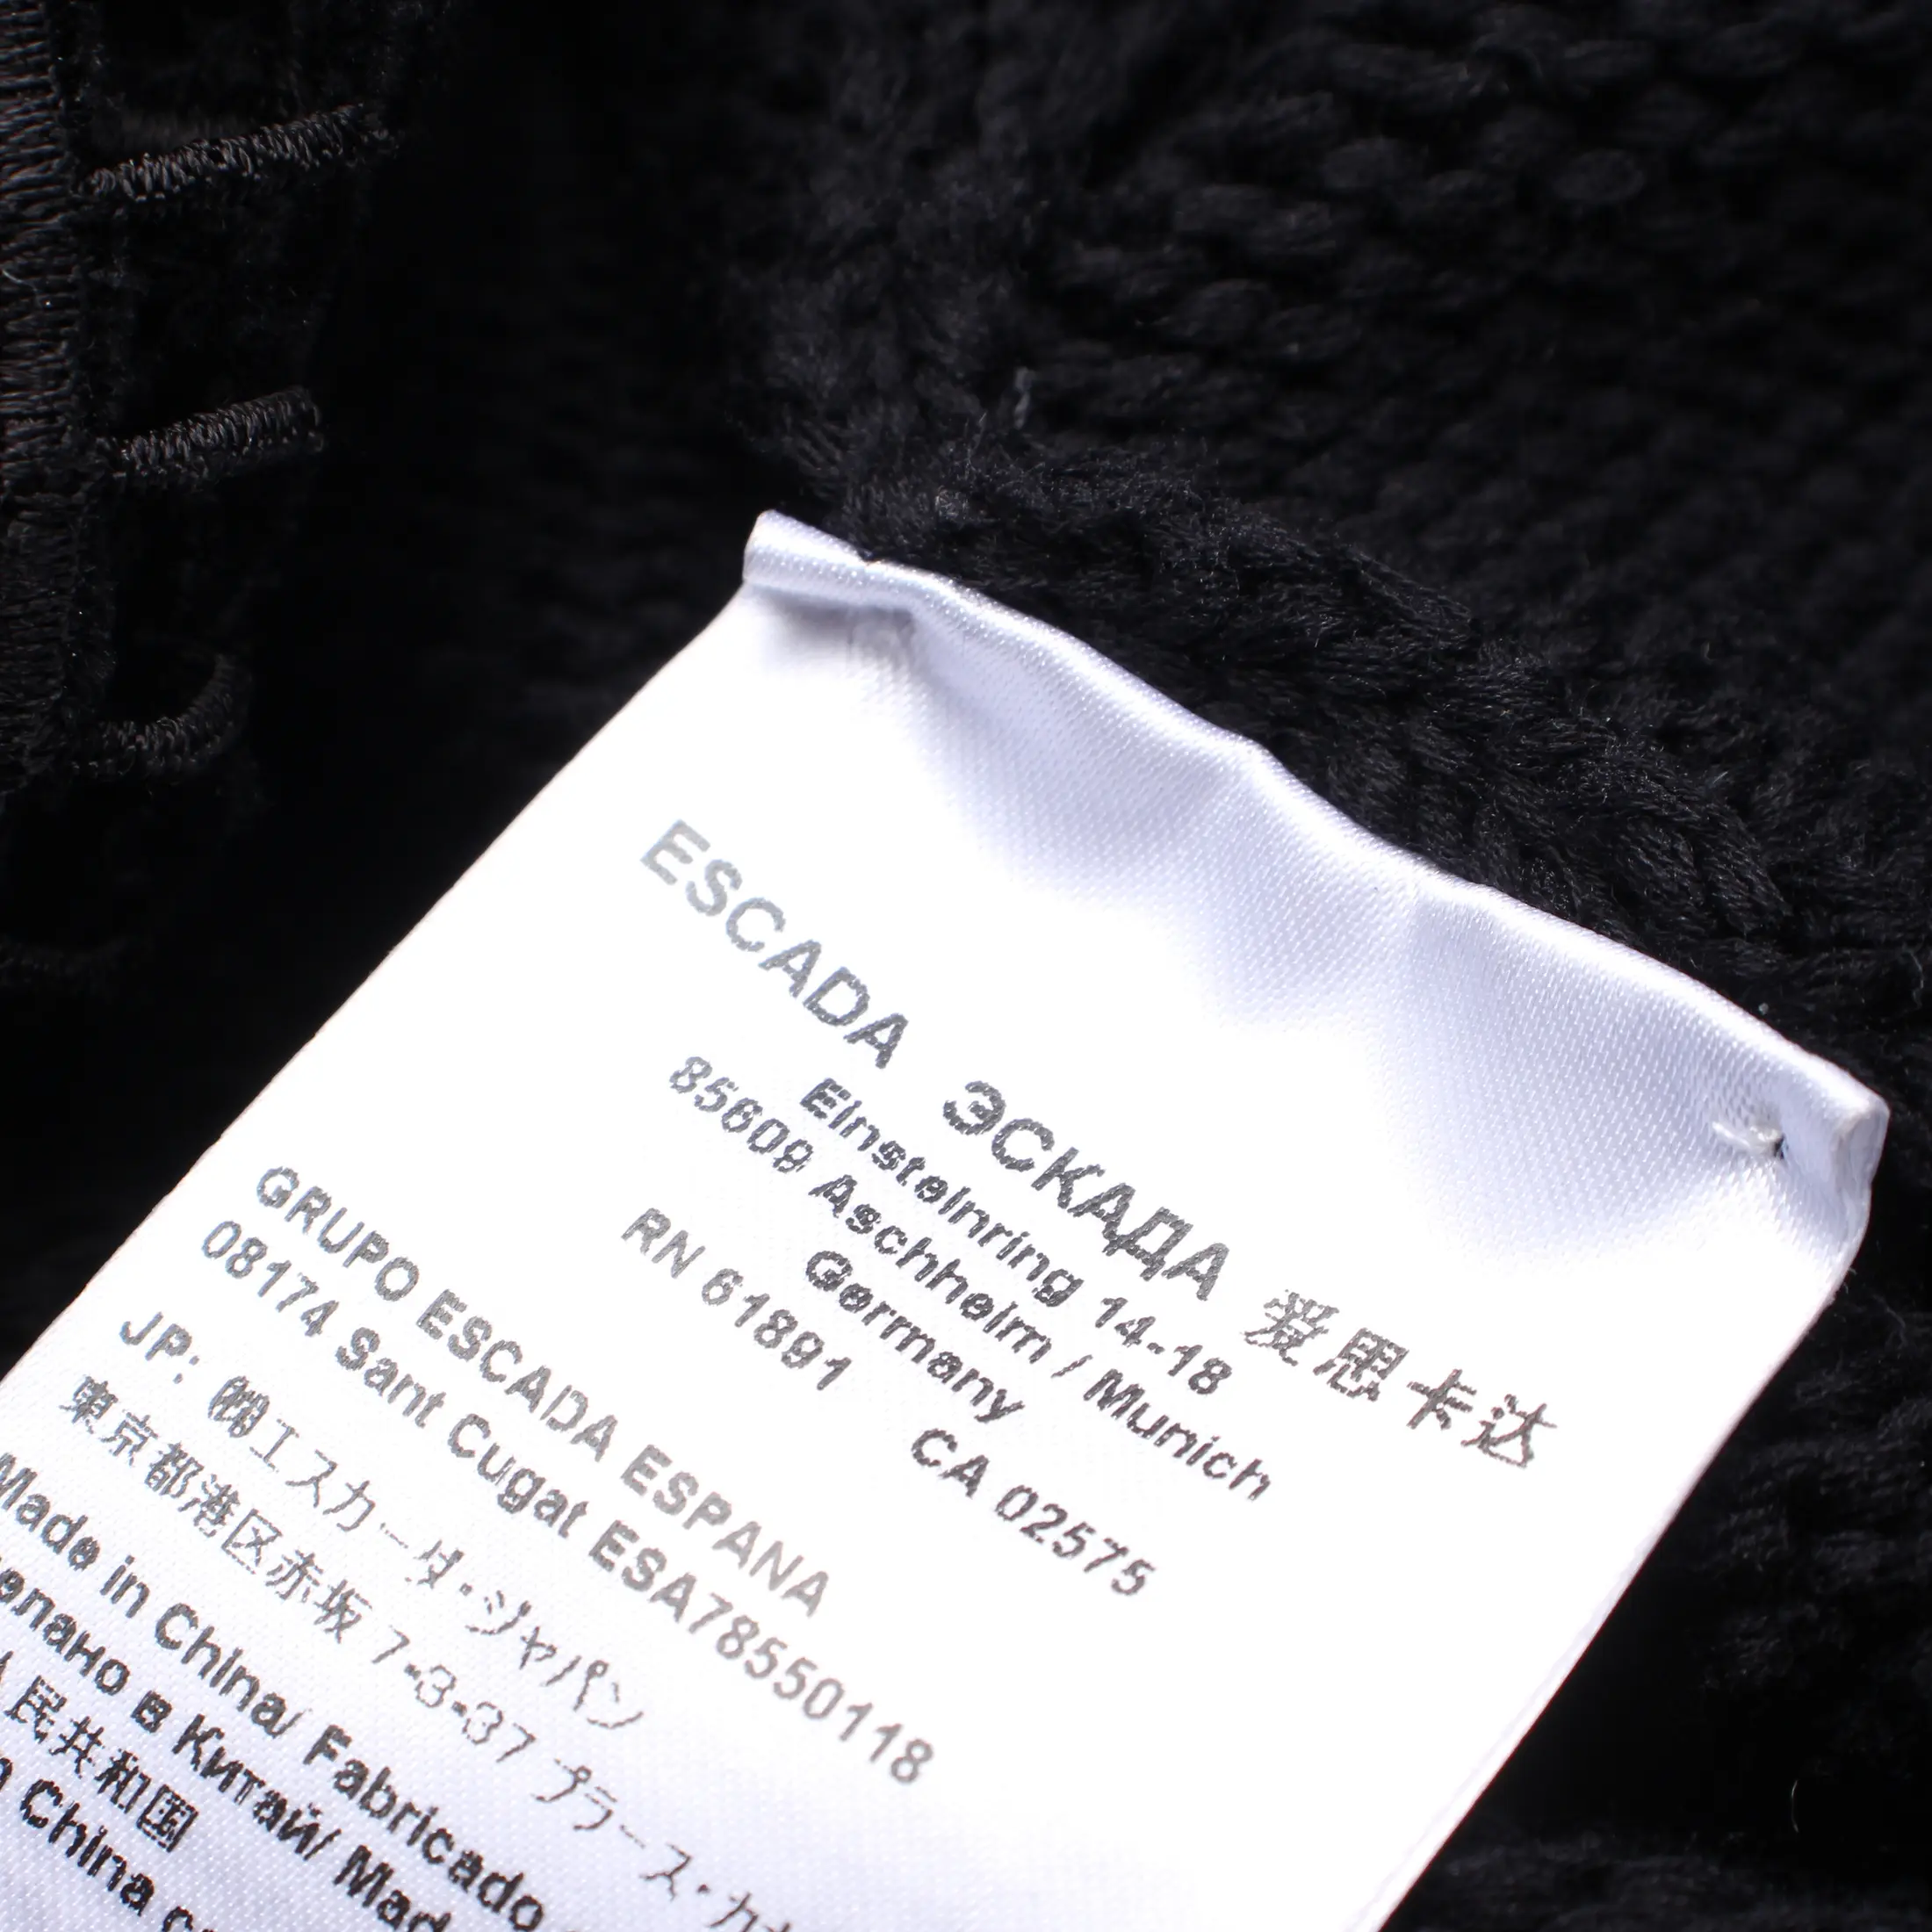 ESCADA ЭСКАДА 爱思卡达
Einsteinring 14-18
85609 Aschheim / Munich
Germany
RN 61891 CA 02575
GRUPO ESCADA ESPANA
08174 Sant Cugat ESA78550118
JP: ㈱エスカーダ・ジャパン
東京都港区赤坂 7-3-37 プラース・カナ
Made in China/ Fabricado
елано в Китай/ Mad
人民共和国
China